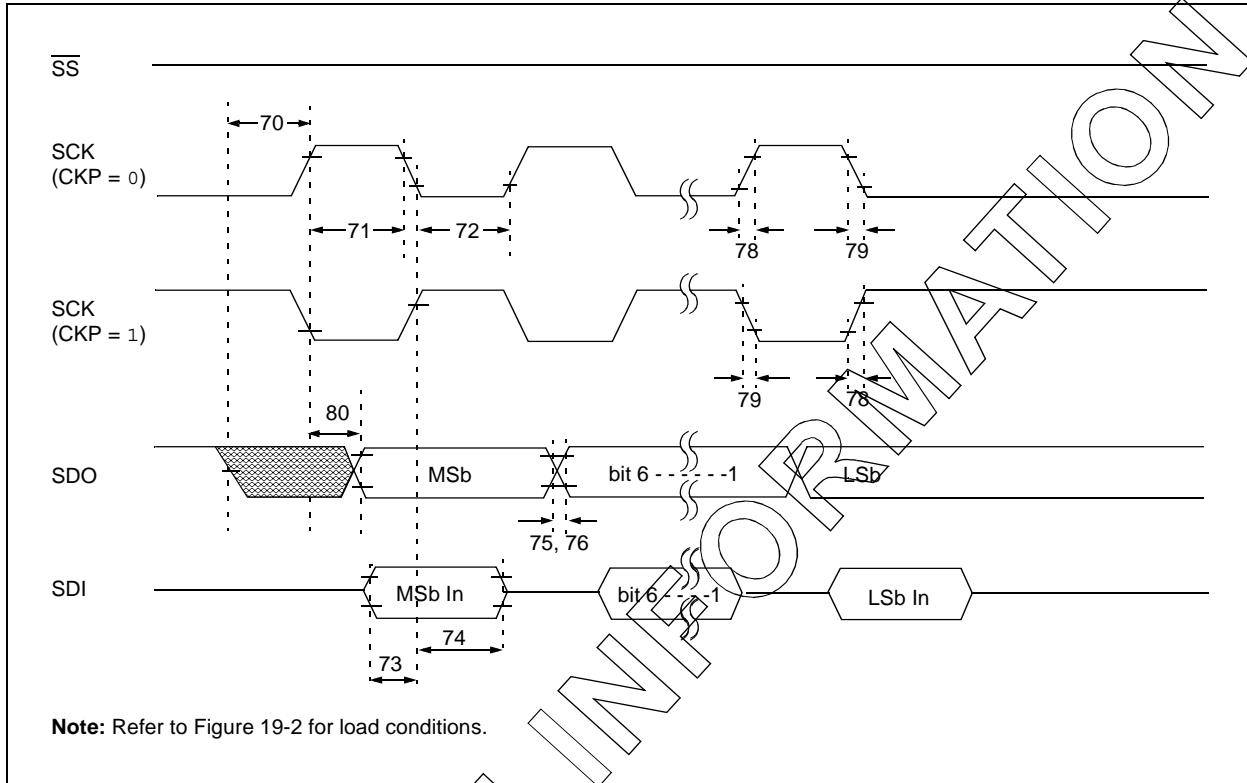 SS
70
SCK
(CKP = 0)
71
72
78
79
SCK
(CKP = 1)
79
78
80
SDO
MSb
bit 6 - - - - - -1
LSb
75, 76
SDI
MSb In
bit 6 - - - -1
LSb In
74
73
Note: Refer to Figure 19-2 for load conditions.
INFORMATION